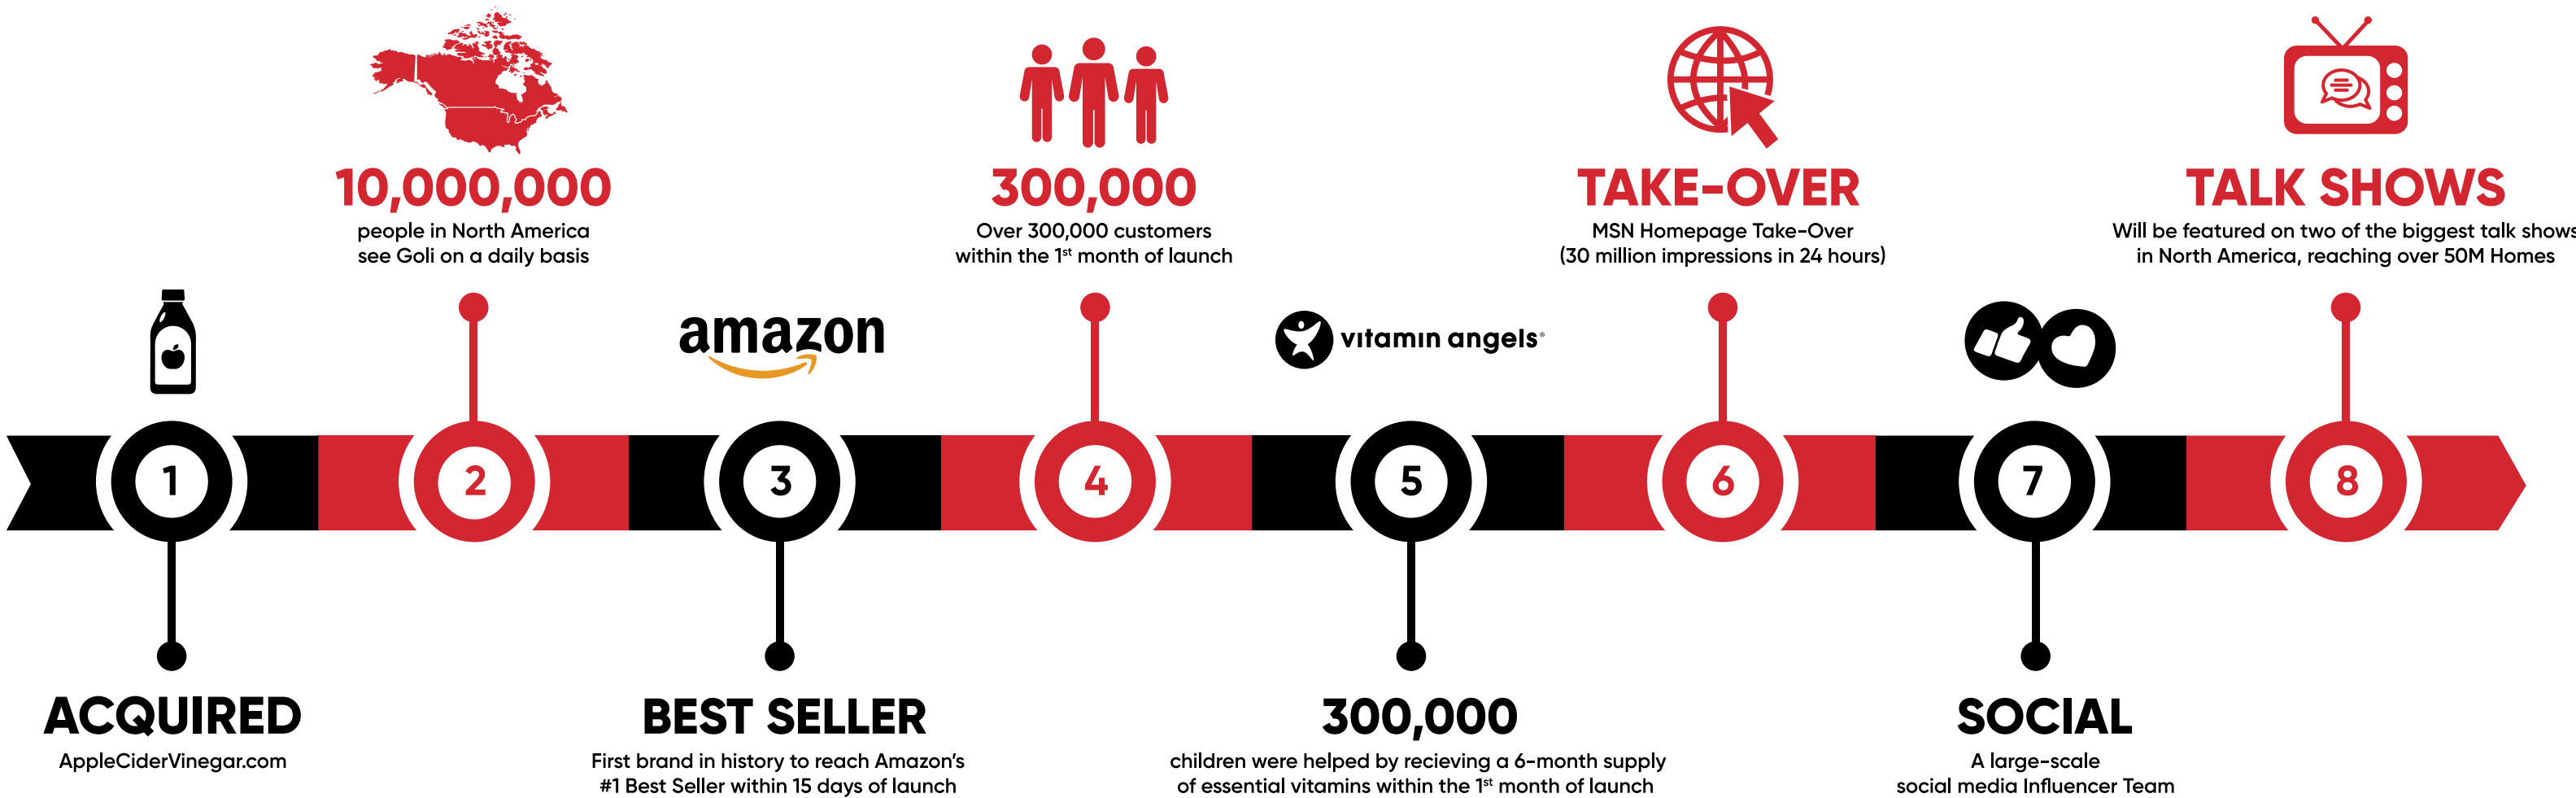 10,000,000
people in North America
see Goli on a daily basis
300,000
Over 300,000 customers
within the 1st month of launch
TAKE-OVER
MSN Homepage Take-Over
(30 million impressions in 24 hours)
TALK SHOWS
Will be featured on two of the biggest talk shows
in North America, reaching over 50M Homes
amazon
vitamin angels®
1
2
3
4
5
6
7
8
ACQUIRED
AppleCiderVinegar.com
BEST SELLER
First brand in history to reach Amazon's
#1 Best Seller within 15 days of launch
300,000
children were helped by recieving a 6-month supply
of essential vitamins within the 1st month of launch
SOCIAL
A large-scale
social media Influencer Team